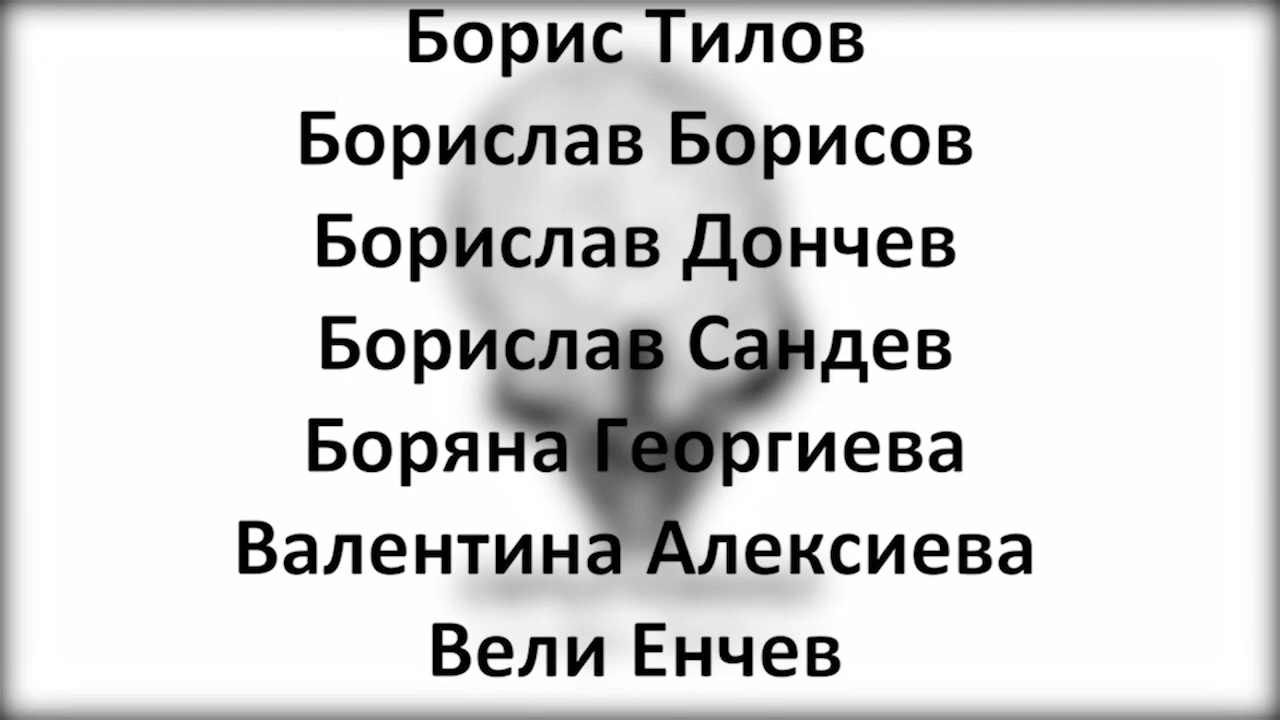 Борис Тилов
Борислав Борисов
Борислав Дончев
Борислав Сандев
Боряна Георгиева
Валентина Алексиева
Вели Енчев